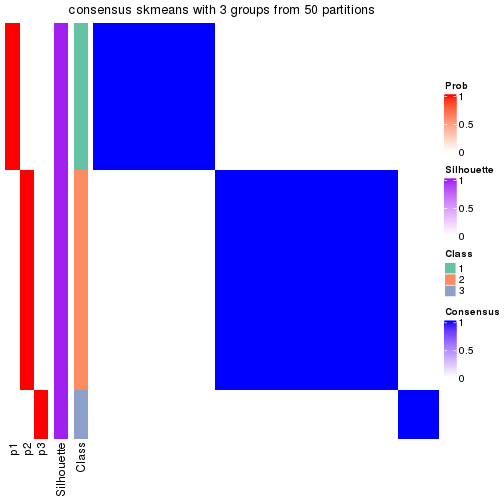 consensus skmeans with 3 groups from 50 partitions
Prob
1
0.5
0
Silhouette
1
0.5
0
Class
1
2
3
Consensus
1
0.5
0
p1
p2
p3
Silhouette
Class